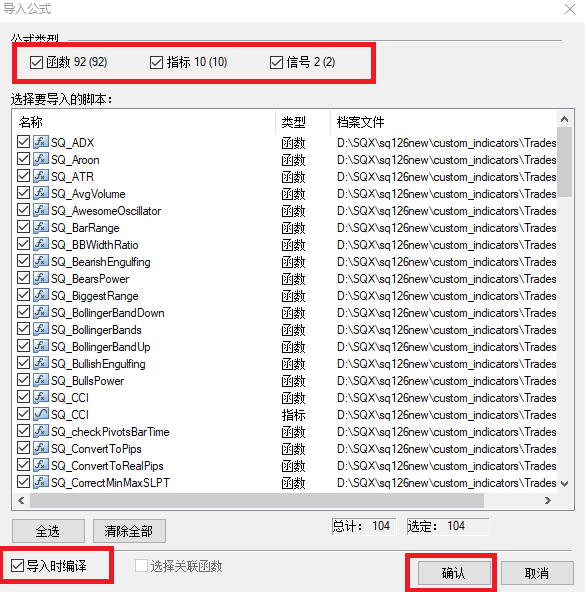 导入公式
公式类型
函数 92 (92) 指标 10 (10) 信号 2 (2)
选择要导入的脚本：
名称 类型 档案文件
SQ_ADX 函数 D:\SQX\sq126new\custom_indicators\Trades
SQ_Aroon 函数 D:\SQX\sq126new\custom_indicators\Trades
SQ_ATR 函数 D:\SQX\sq126new\custom_indicators\Trades
SQ_AvgVolume 函数 D:\SQX\sq126new\custom_indicators\Trades
SQ_AwesomeOscillator 函数 D:\SQX\sq126new\custom_indicators\Trades
SQ_BarRange 函数 D:\SQX\sq126new\custom_indicators\Trades
SQ_BBWidthRatio 函数 D:\SQX\sq126new\custom_indicators\Trades
SQ_BearishEngulfing 函数 D:\SQX\sq126new\custom_indicators\Trades
SQ_BearsPower 函数 D:\SQX\sq126new\custom_indicators\Trades
SQ_BiggestRange 函数 D:\SQX\sq126new\custom_indicators\Trades
SQ_BollingerBandDown 函数 D:\SQX\sq126new\custom_indicators\Trades
SQ_BollingerBands 函数 D:\SQX\sq126new\custom_indicators\Trades
SQ_BollingerBandUp 函数 D:\SQX\sq126new\custom_indicators\Trades
SQ_BullishEngulfing 函数 D:\SQX\sq126new\custom_indicators\Trades
SQ_BullsPower 函数 D:\SQX\sq126new\custom_indicators\Trades
SQ_CCI 函数 D:\SQX\sq126new\custom_indicators\Trades
SQ_CCI 指标 D:\SQX\sq126new\custom_indicators\Trades
SQ_checkPivotsBarTime 函数 D:\SQX\sq126new\custom_indicators\Trades
SQ_ConvertToPips 函数 D:\SQX\sq126new\custom_indicators\Trades
SQ_ConvertToRealPips 函数 D:\SQX\sq126new\custom_indicators\Trades
SQ_CorrectMinMaxSLPT 函数 D:\SQX\sq126new\custom_indicators\Trades
全选 清除全部 总计： 104 选定： 104
导入时编译 选择关联函数 确认 取消